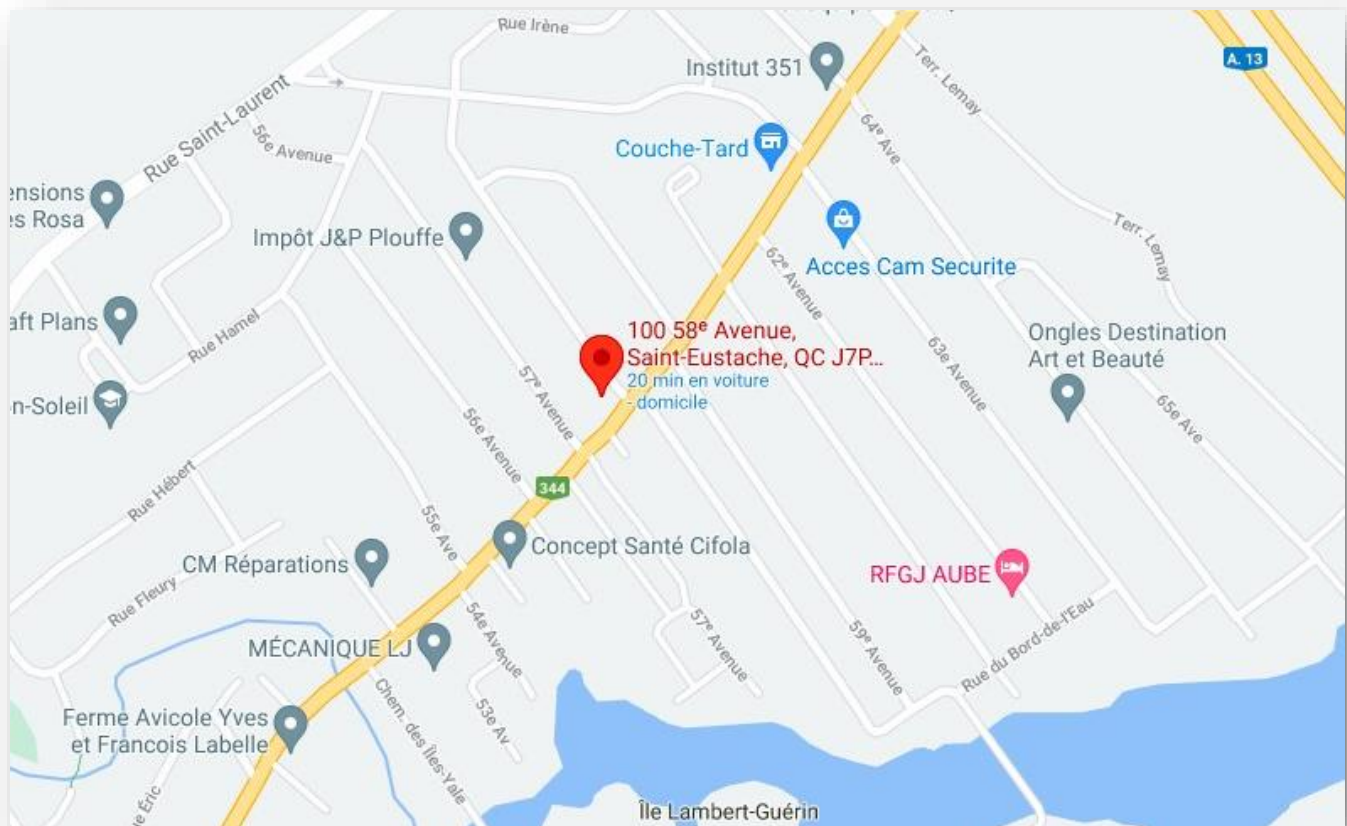 Rue Irène
Institut 351
A. 13
Terr. Lemay
Rue Saint-Laurent
56e Avenue
Couche-Tard
64ᵉ Ave
ensions
es Rosa
Impôt J&P Plouffe
62ᵉ Avenue
Acces Cam Securite
Terr. Lemay
aft Plans
Rue Hamel
100 58ᵉ Avenue,
Saint-Eustache, QC J7P...
20 min en voiture
- domicile
63e Avenue
Ongles Destination
Art et Beauté
on-Soleil
57ᵉ Avenue
56e Avenue
65e Ave
Rue Hébert
344
55e Ave
Concept Santé Cifola
CM Réparations
RFGJ AUBE
Rue Fleury
54e Avenue
57ᵉ Avenue
59ᵉ Avenue
Rue du Bord-de-l'Eau
MÉCANIQUE LJ
53e Av
Chem. des Îles-Yale
Ferme Avicole Yves
et Francois Labelle
Éric
Île Lambert-Guérin